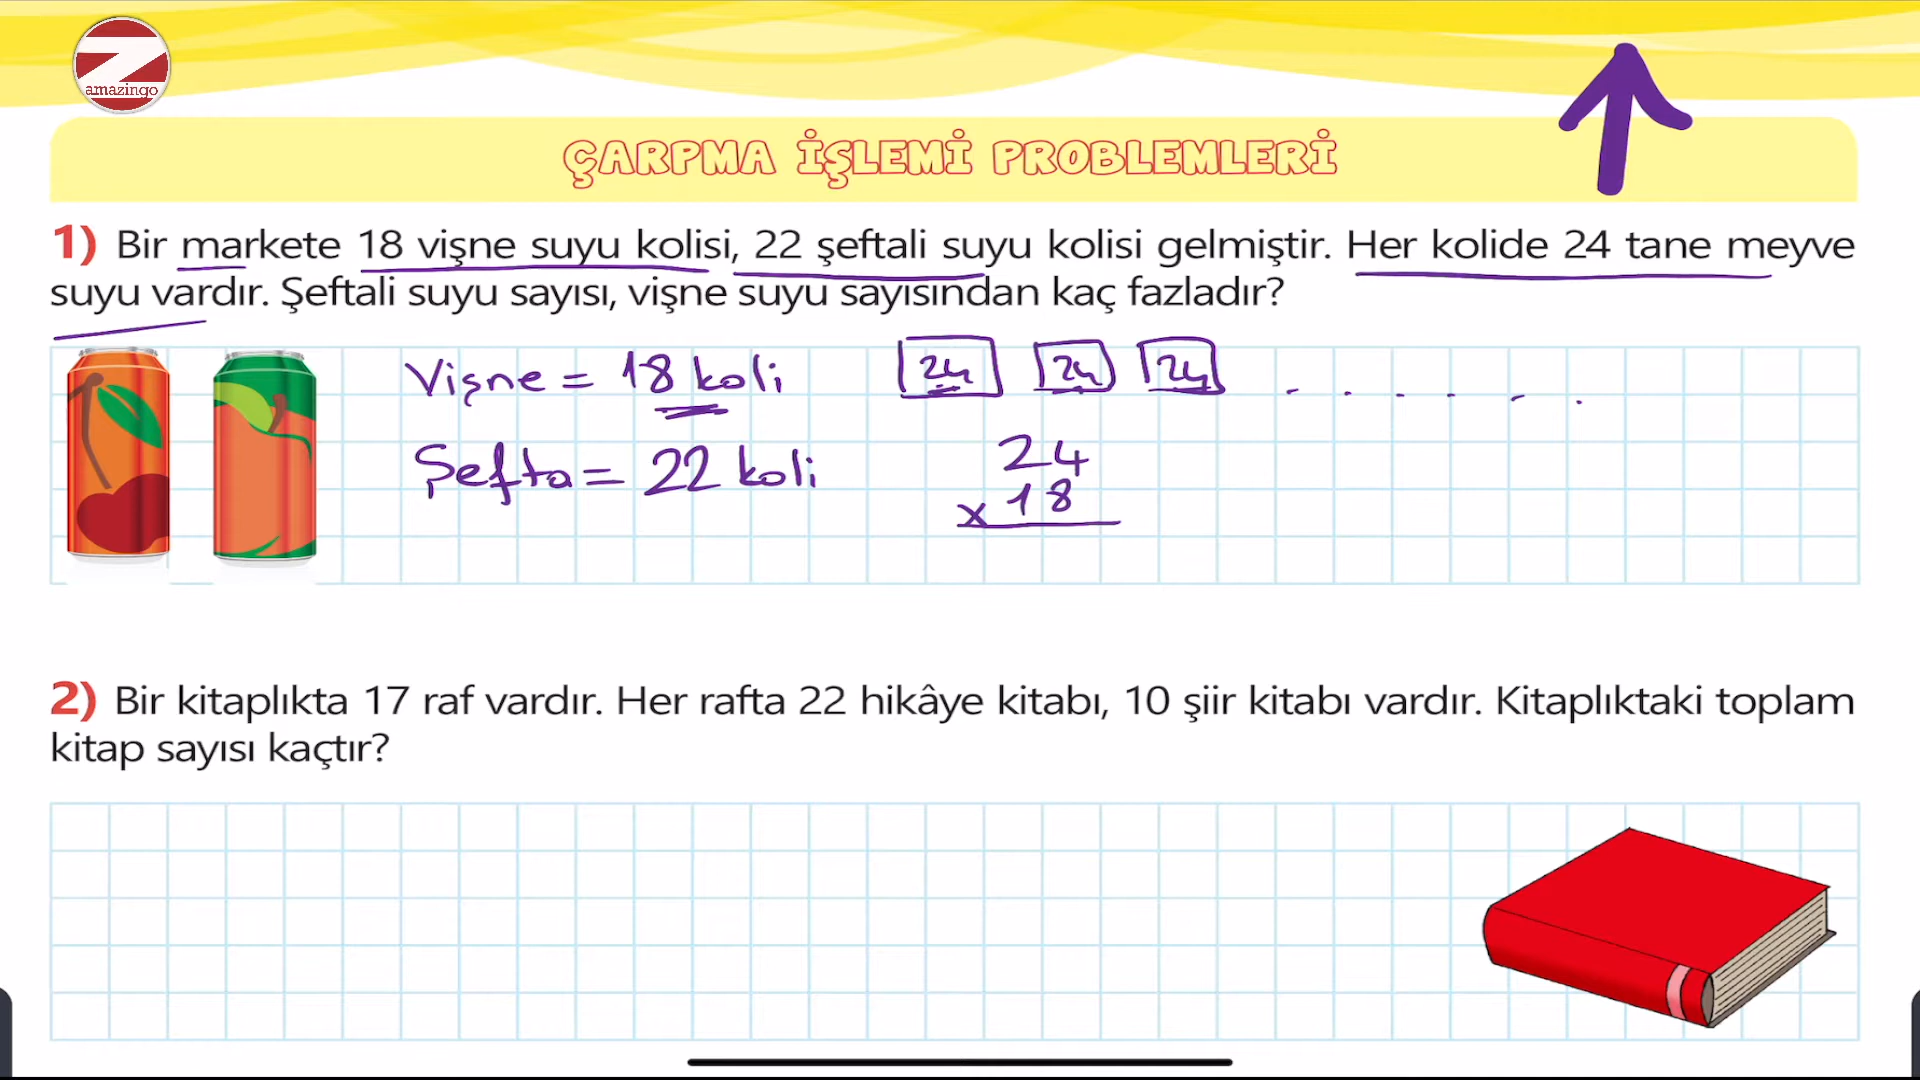 amazingo
ÇARPMA İŞLEMİ PROBLEMLERİ
1) Bir markete 18 vişne suyu kolisi, 22 şeftali suyu kolisi gelmiştir. Her kolide 24 tane meyve
suyu vardır. Şeftali suyu sayısı, vişne suyu sayısından kaç fazladır?
Vişne = 18 koli
24 24 24 . . . . . .
Şefta = 22 koli
24
x 18
2) Bir kitaplıkta 17 raf vardır. Her rafta 22 hikâye kitabı, 10 şiir kitabı vardır. Kitaplıktaki toplam
kitap sayısı kaçtır?